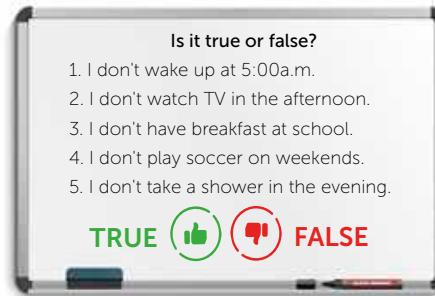 Is it true or false?
1. I don't wake up at 5:00a.m.
2. I don't watch TV in the afternoon.
3. I don't have breakfast at school.
4. I don't play soccer on weekends.
5. I don't take a shower in the evening.
TRUE FALSE